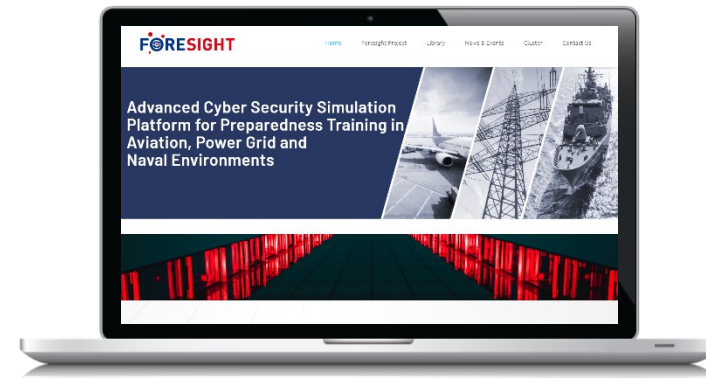 FORESIGHT
Home Foresight Project Library News & Events Cluster Contact Us
Advanced Cyber Security Simulation
Platform for Preparedness Training in
Aviation, Power Grid and
Naval Environments